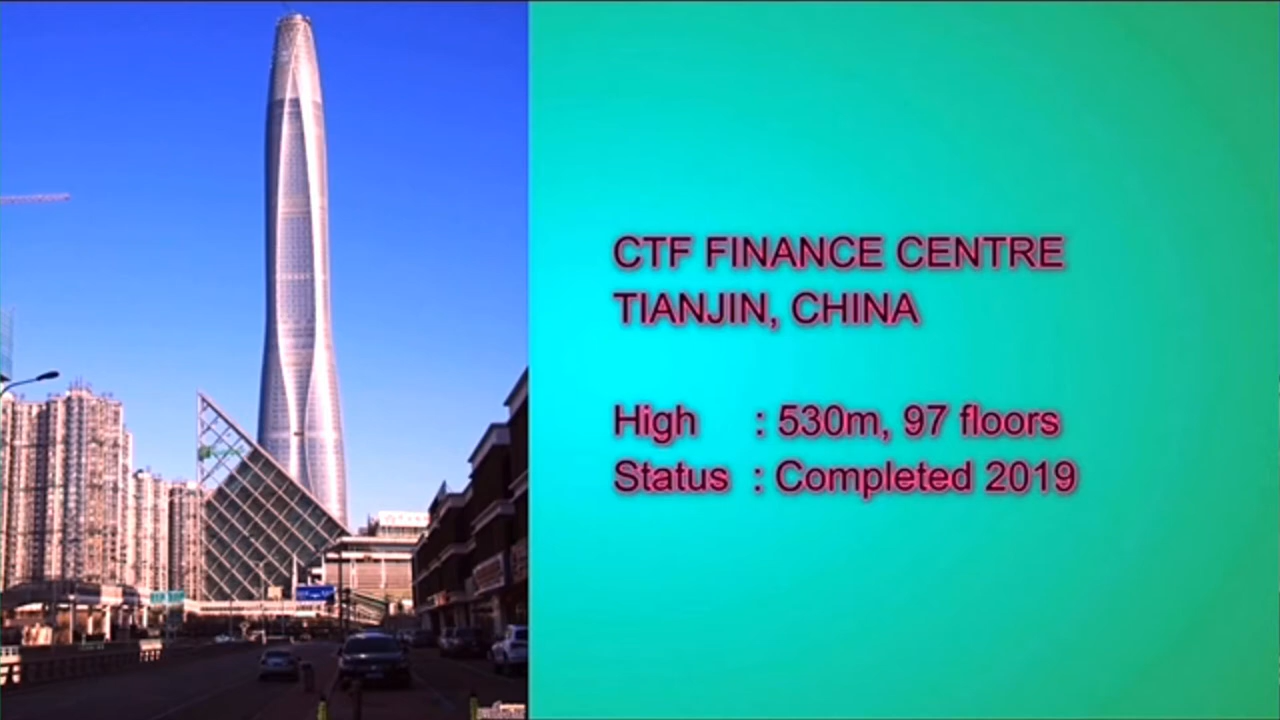 CTF FINANCE CENTRE
TIANJIN, CHINA
High : 530m, 97 floors
Status : Completed 2019